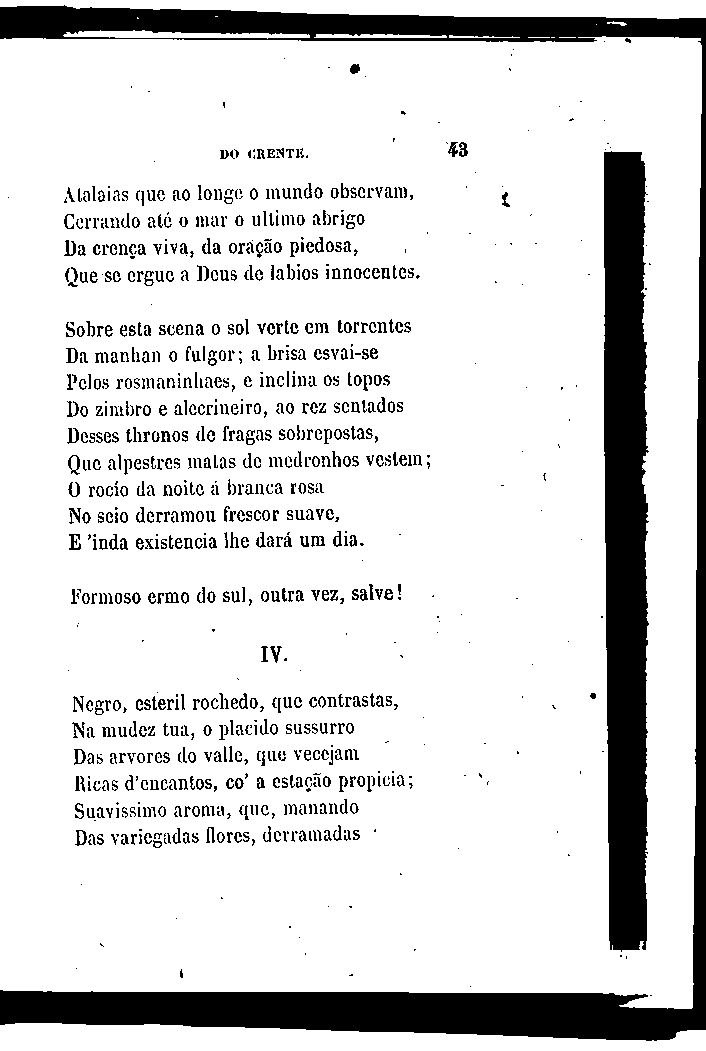 DO CRENTE. 43
Atalaias que ao longe o mundo observam,
Cerrando até o mar o ultimo abrigo
Da crença viva, da oração piedosa,
Que se ergue a Deus de labios innocentes.
Sobre esta scena o sol verte em torrentes
Da manhan o fulgor; a brisa esvai-se
Pelos rosmaninhaes, e inclina os topos
Do zimbro e alecrineiro, ao rez sentados
Desses thronos de fragas sobrepostas,
Que alpestres matas de medronhos vestem;
O rocío da noite á branca rosa
No seio derramou frescor suave,
E 'inda existencia lhe dará um dia.
Formoso ermo do sul, outra vez, salve!
IV.
Negro, esteril rochedo, que contrastas,
Na mudez tua, o placido sussurro
Das arvores do valle, que vecejam
Ricas d'encantos, co' a estação propicia;
Suavissimo aroma, que, manando
Das variegadas flores, derramadas